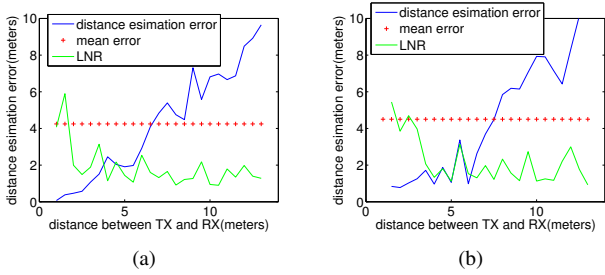 distance esimation error
mean error
LNR
distance esimation error(meters)
10
8
6
4
2
0
0
5
10
distance between TX and RX(meters)
(a)
distance esimation error
mean error
LNR
distance esimation error(meters)
10
8
6
4
2
0
0
5
10
distance between TX and RX(meters)
(b)